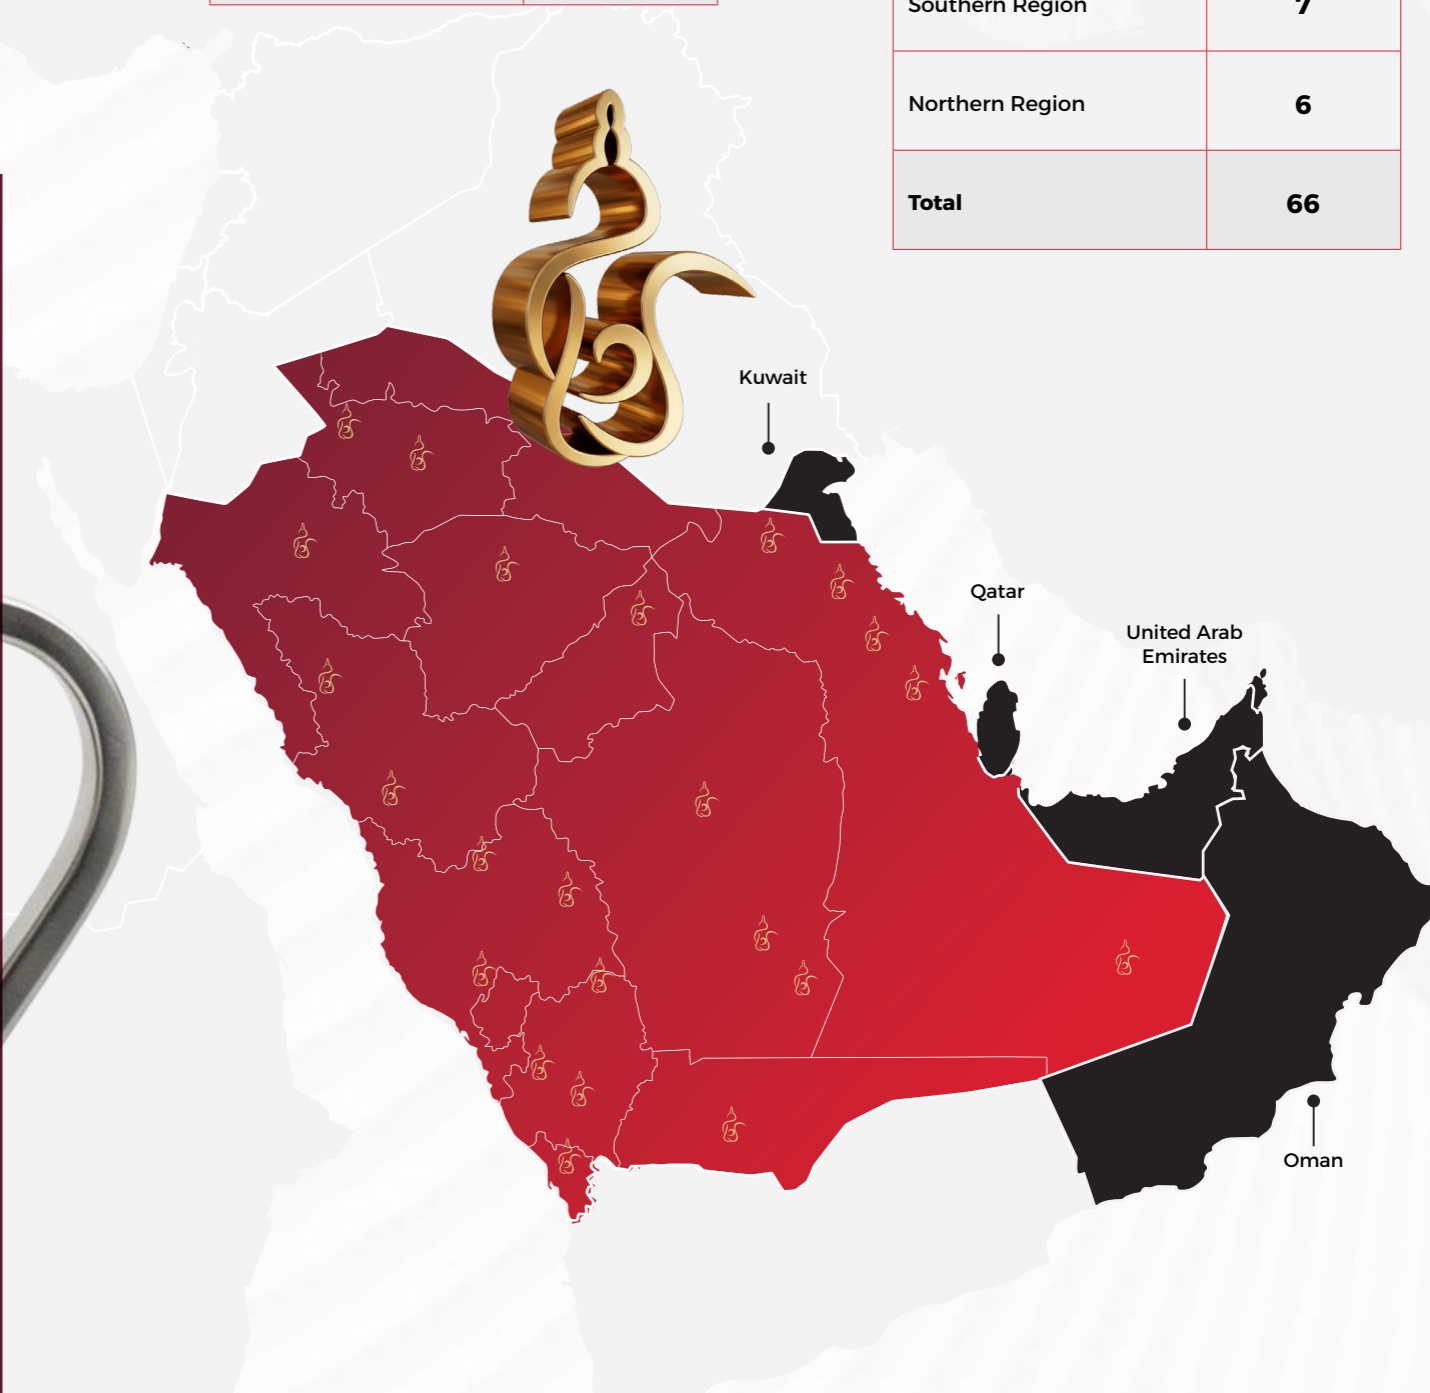 Southern Region 7
Northern Region 6
Total 66
Kuwait
Qatar
United Arab
Emirates
Oman